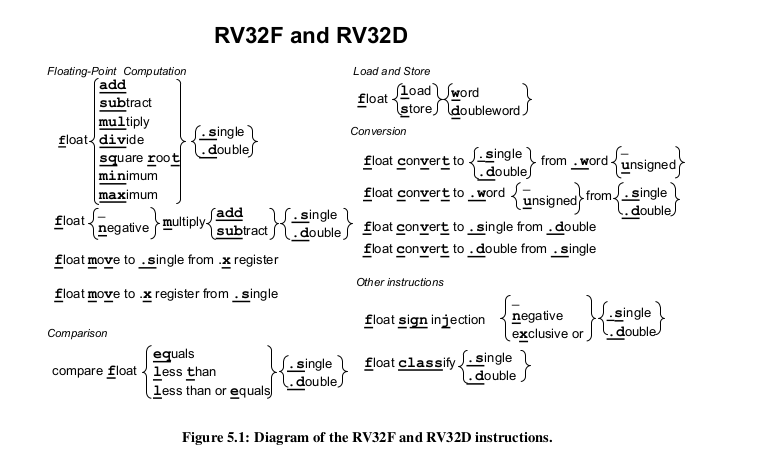 RV32F and RV32D
Floating-Point Computation
float
add
subtract
multiply
divide
square root
minimum
maximum
.single
.double
float
–
negative
multiply
add
subtract
.single
.double
float move to .single from .x register
float move to .x register from .single
Comparison
compare float
equals
less than
less than or equals
.single
.double
Load and Store
float
load
store
word
doubleword
Conversion
float convert to
.single
.double
from .word
–
unsigned
float convert to .word
–
unsigned
from
.single
.double
float convert to .single from .double
float convert to .double from .single
Other instructions
float sign injection
–
negative
exclusive or
.single
.double
float classify
.single
.double
Figure 5.1: Diagram of the RV32F and RV32D instructions.